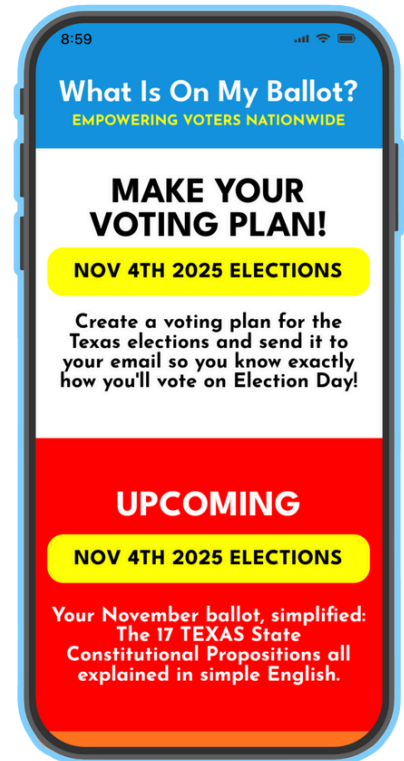 8:59
What Is On My Ballot?
EMPOWERING VOTERS NATIONWIDE
MAKE YOUR
VOTING PLAN!
NOV 4TH 2025 ELECTIONS
Create a voting plan for the
Texas elections and send it to
your email so you know exactly
how you'll vote on Election Day!
UPCOMING
NOV 4TH 2025 ELECTIONS
Your November ballot, simplified:
The 17 TEXAS State
Constitutional Propositions all
explained in simple English.